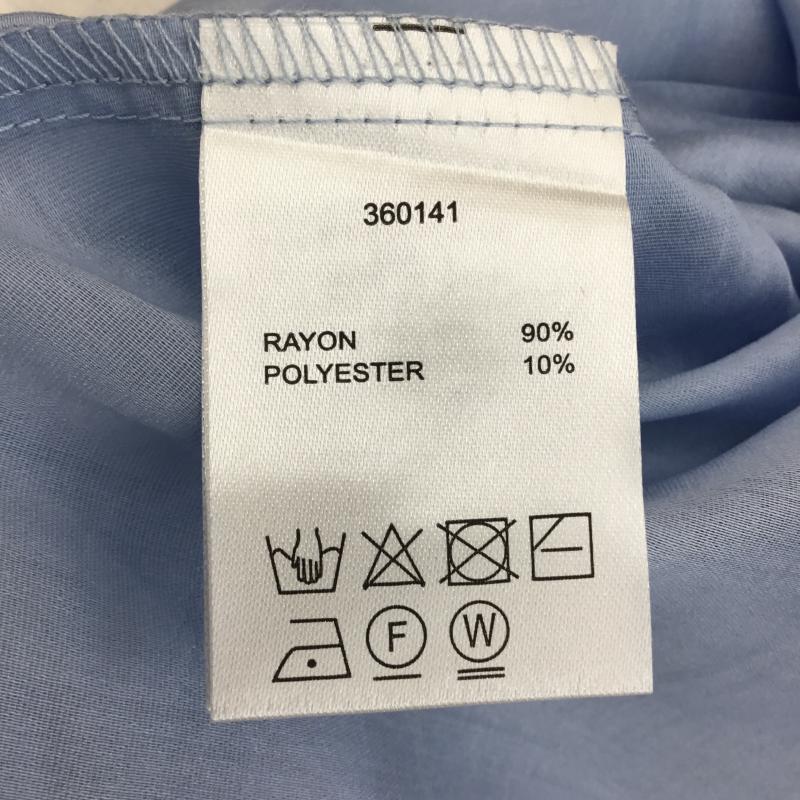 360141
RAYON 90%
POLYESTER 10%
F W